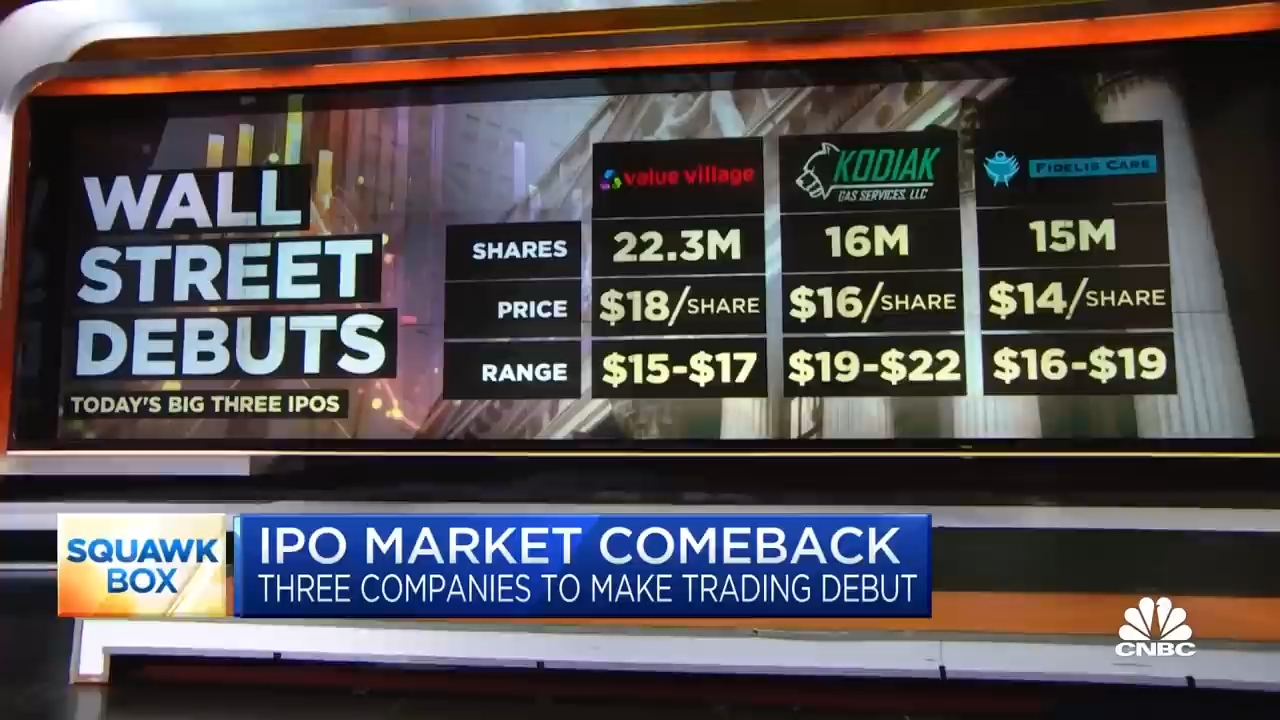 WALL
STREET
DEBUTS
TODAY'S BIG THREE IPOS
value village
KODIAK
GAS SERVICES, LLC
FIDELIS CARE
SHARES
22.3M
16M
15M
PRICE
$18/SHARE
$16/SHARE
$14/SHARE
RANGE
$15-$17
$19-$22
$16-$19
SQUAWK
BOX
IPO MARKET COMEBACK
THREE COMPANIES TO MAKE TRADING DEBUT
CNBC